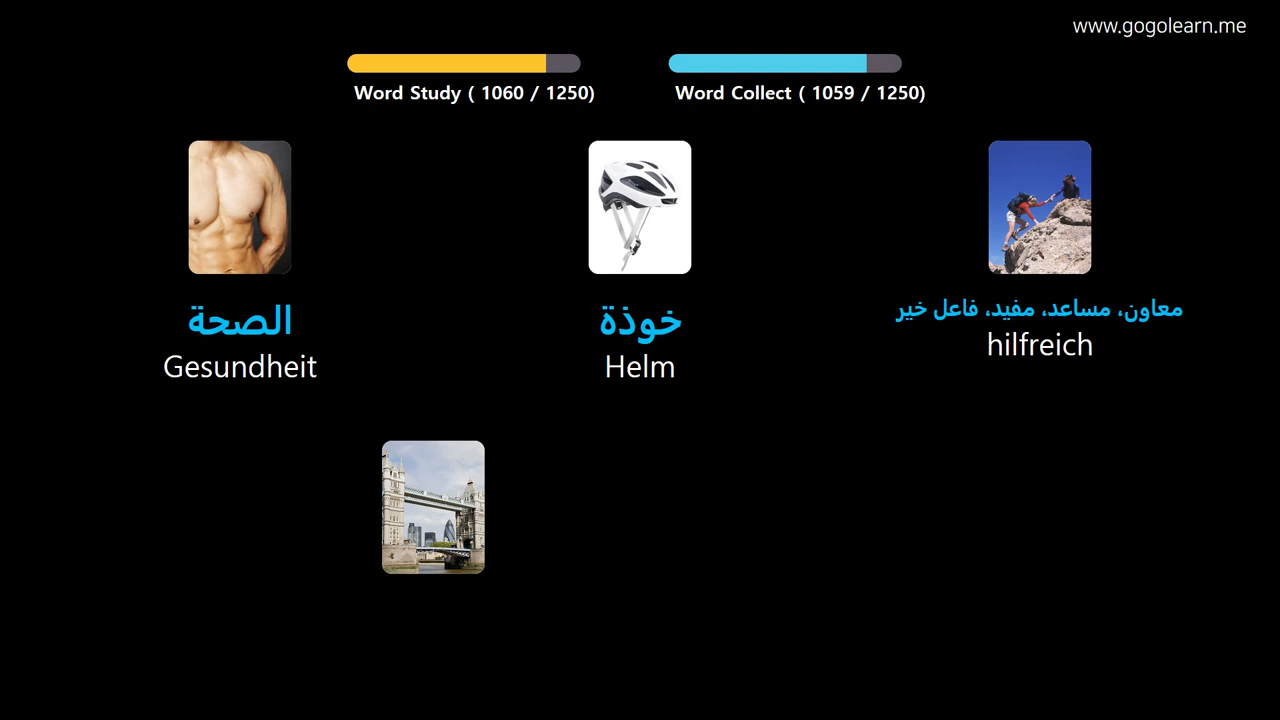 www.gogolearn.me
Word Study ( 1060 / 1250)
Word Collect ( 1059 / 1250)
الصحة
Gesundheit
خوذة
Helm
معاون، مساعد، مفيد، فاعل خير
hilfreich